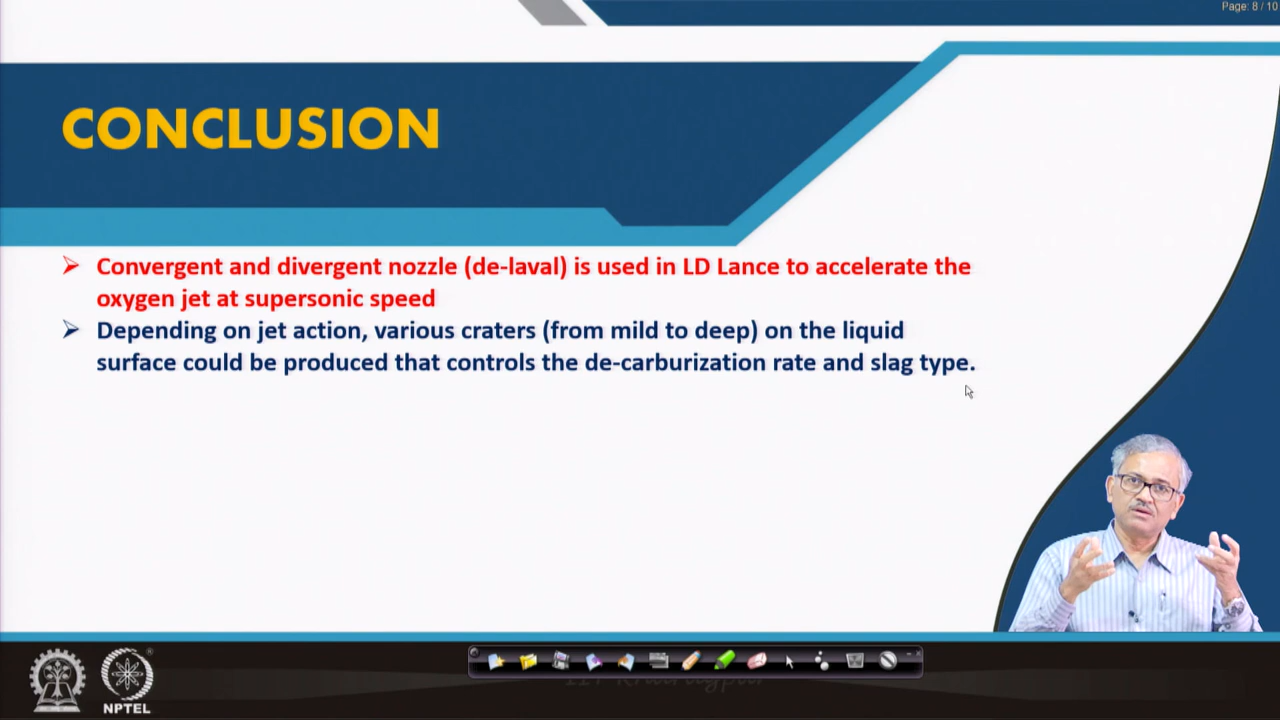 Page: 8 / 10
CONCLUSION
➢ Convergent and divergent nozzle (de-laval) is used in LD Lance to accelerate the
oxygen jet at supersonic speed
➢ Depending on jet action, various craters (from mild to deep) on the liquid
surface could be produced that controls the de-carburization rate and slag type.
NPTEL